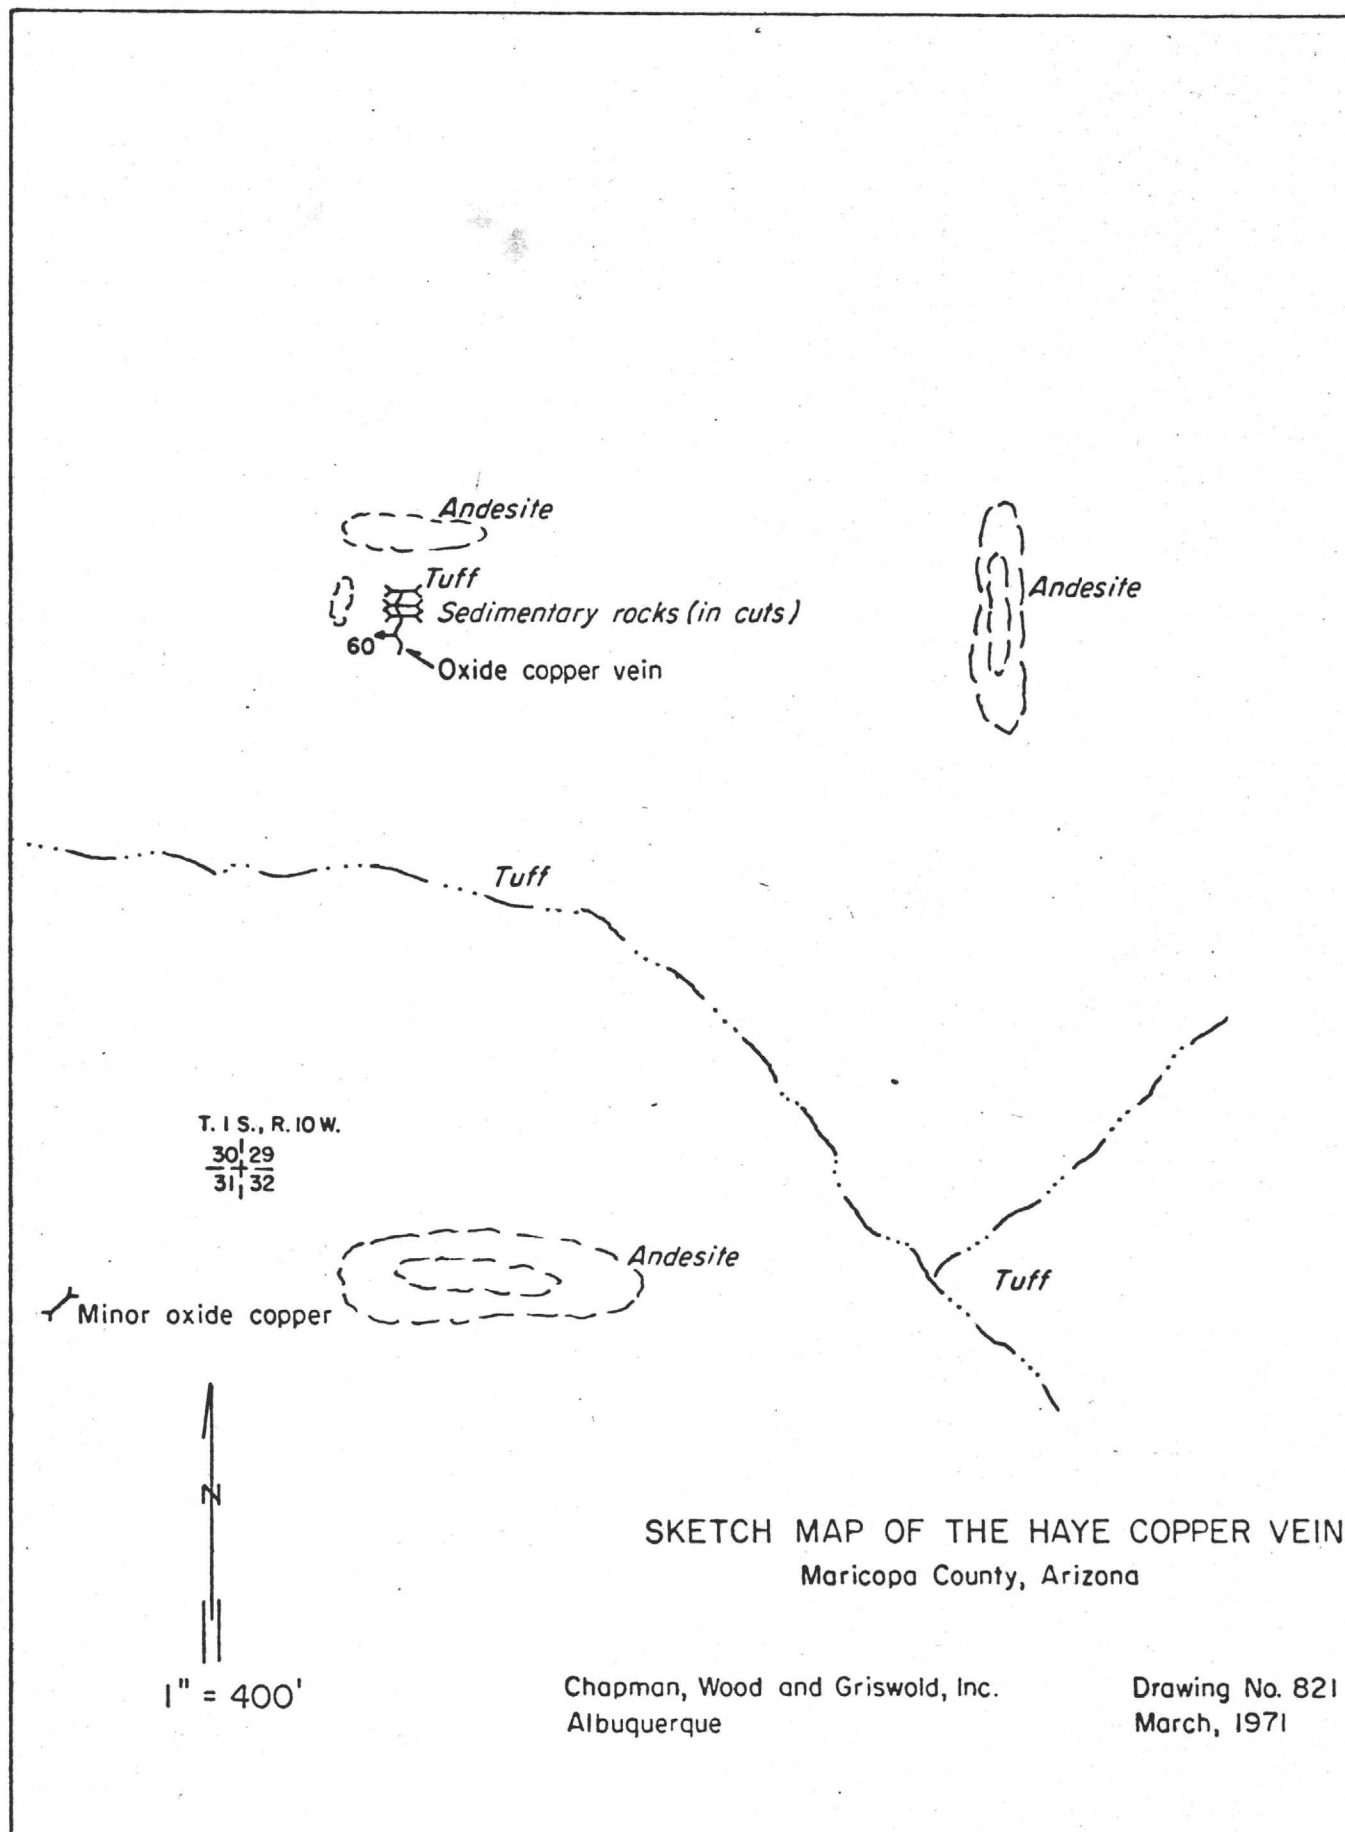 Andesite
Tuff
Sedimentary rocks (in cuts)
60
Oxide copper vein
Andesite
Tuff
T. 1 S., R. 10 W.
30 29
31 32
Andesite
Tuff
Minor oxide copper
N
1" = 400'
SKETCH MAP OF THE HAYE COPPER VEIN
Maricopa County, Arizona
Chapman, Wood and Griswold, Inc.
Albuquerque
Drawing No. 821
March, 1971